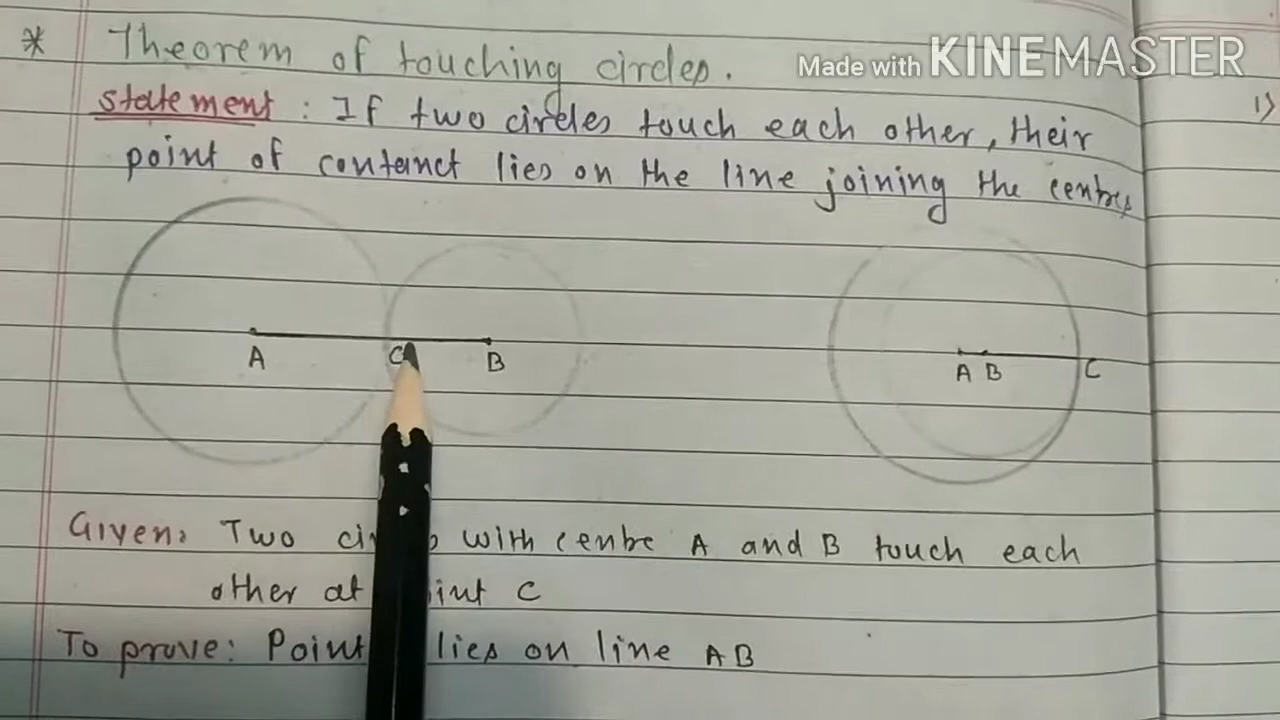 * Theorem of touching circles.
Made with KINEMASTER
1)
statement : If two circles touch each other, their
point of contanct lies on the line joining the centres
A C B
A B C
Given: Two with centre A and B touch each
other at C
To prove: Point lies on line AB